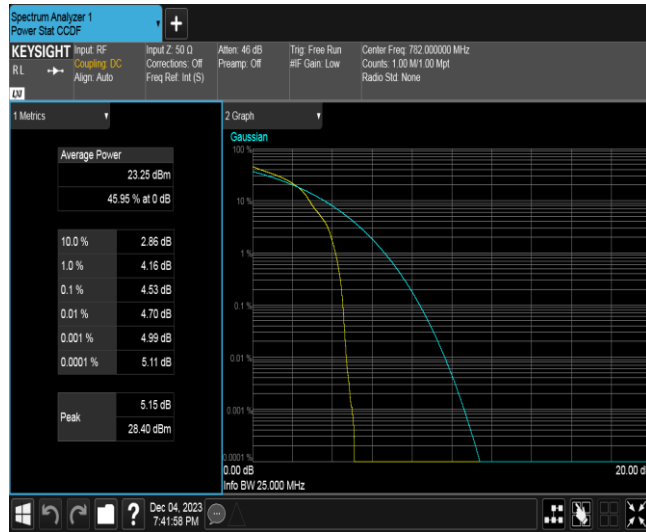 Spectrum Analyzer 1
Power Stat CCDF
+
KEYSIGHT
Input: RF
Input Z: 50 Ω
Atten: 46 dB
Trig: Free Run
Center Freq: 782.000000 MHz
R L
Coupling: DC
Corrections: Off
Preamp: Off
#IF Gain: Low
Counts: 1.00 M/1.00 Mpt
Align: Auto
Freq Ref: Int (S)
Radio Std: None
LXI
1 Metrics
2 Graph
Gaussian
Average Power
23.25 dBm
45.95 % at 0 dB
10.0 % 2.86 dB
1.0 % 4.16 dB
0.1 % 4.53 dB
0.01 % 4.70 dB
0.001 % 4.99 dB
0.0001 % 5.11 dB
Peak
5.15 dB
28.40 dBm
100 %
10 %
1 %
0.1 %
0.01 %
0.001 %
0.0001 %
0.00 dB
20.00 d
Info BW 25.000 MHz
?
Dec 04, 2023
7:41:58 PM